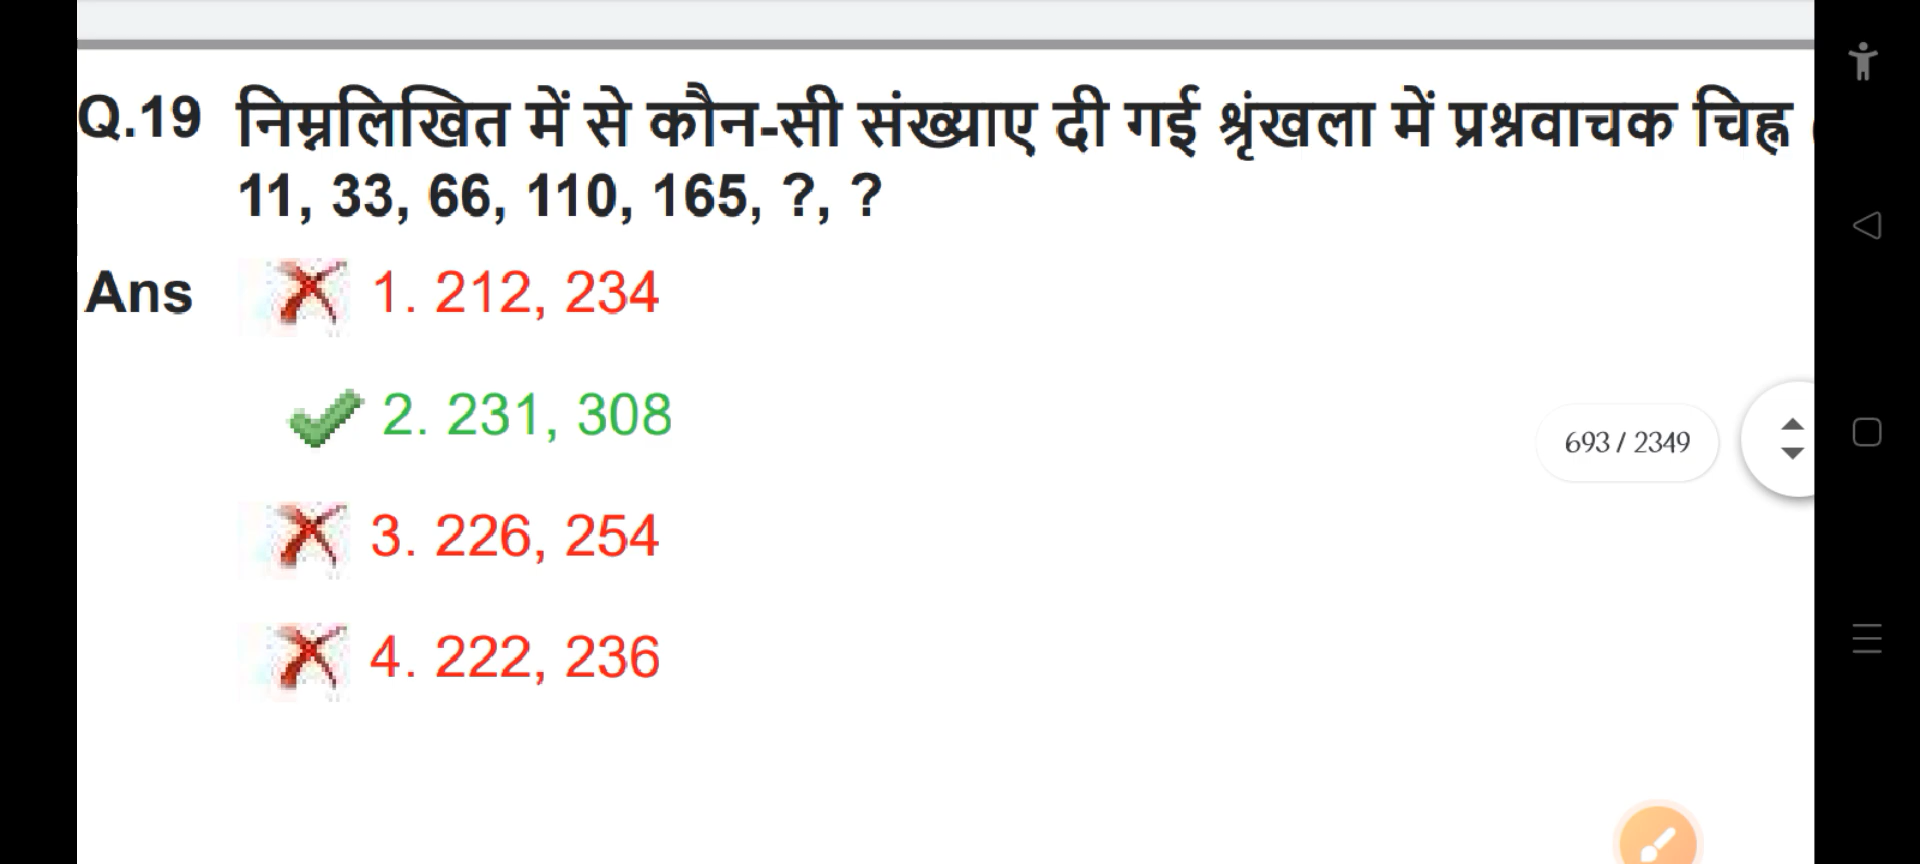 Q.19 निम्नलिखित में से कौन-सी संख्याए दी गई श्रृंखला में प्रश्नवाचक चिह्न
11, 33, 66, 110, 165, ?, ?
Ans 1. 212, 234
2. 231, 308
693 / 2349
3. 226, 254
4. 222, 236